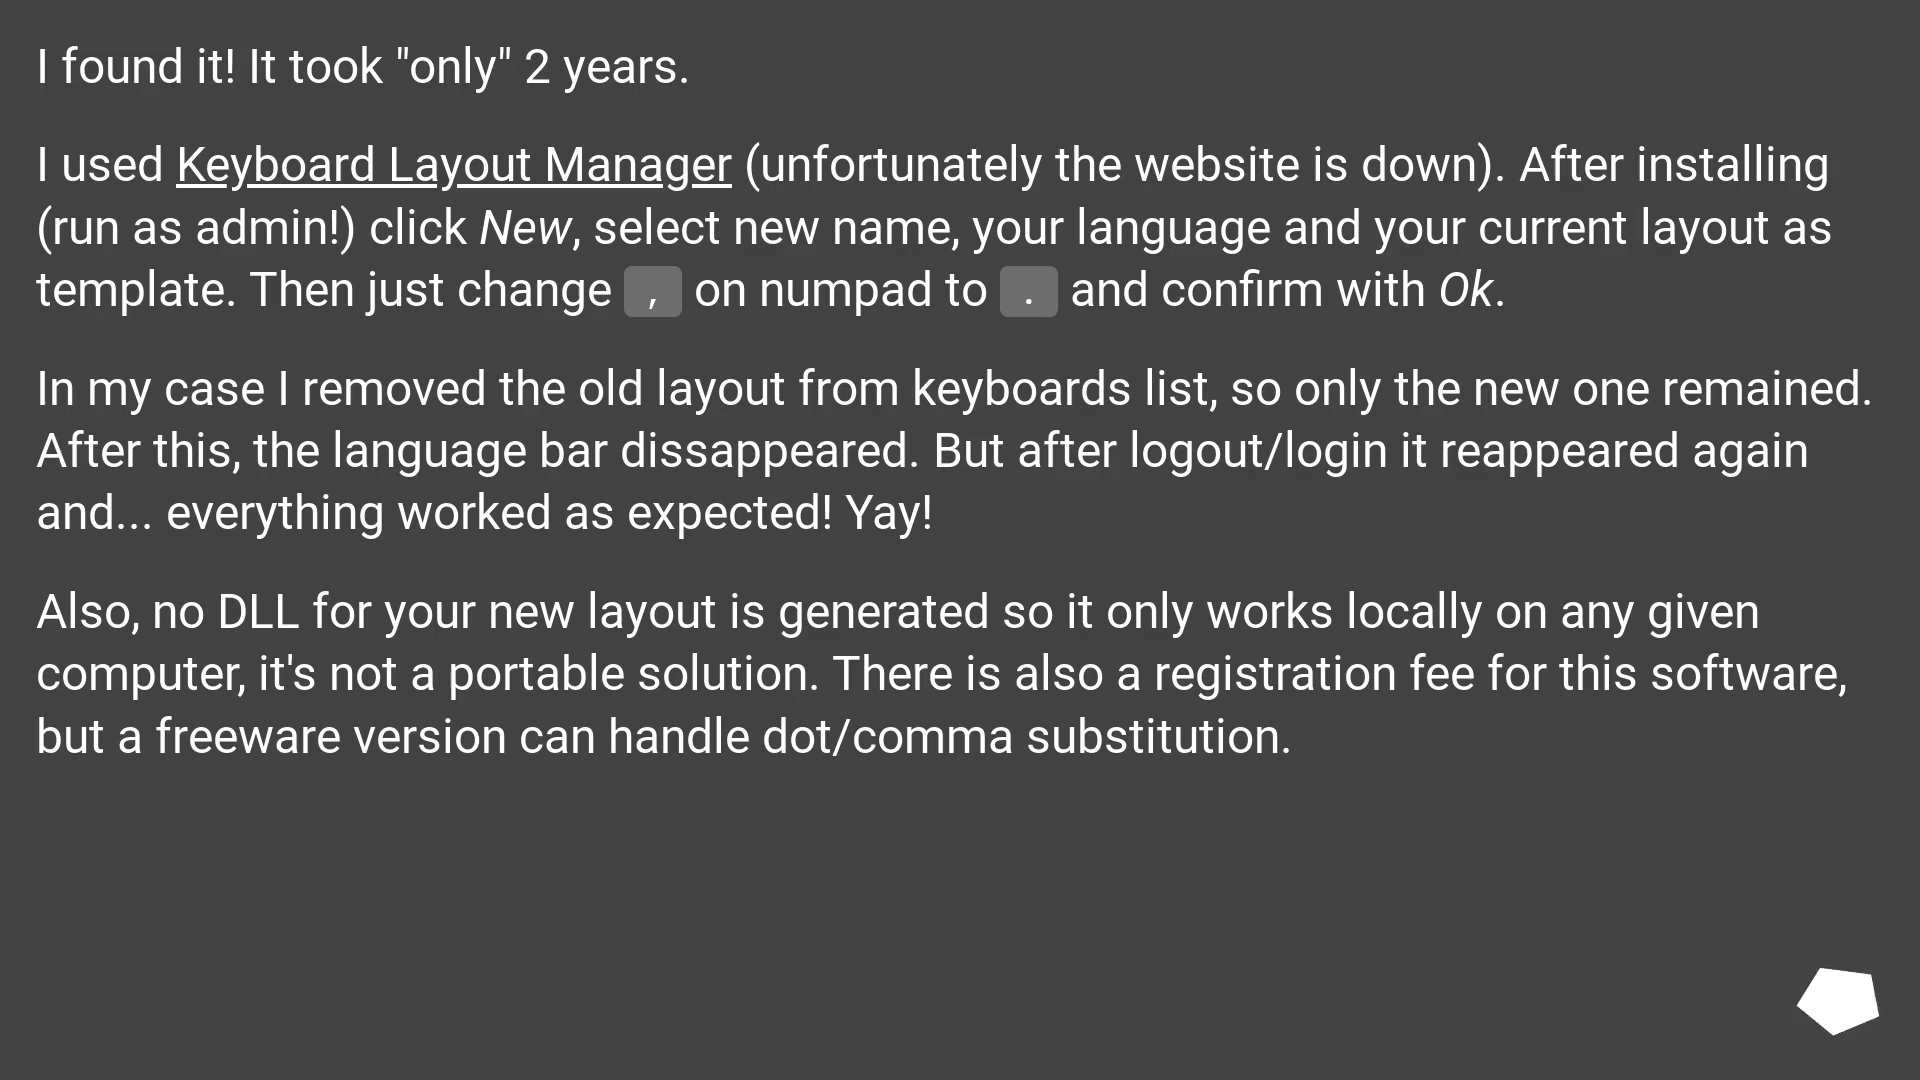 I found it! It took "only" 2 years.
I used Keyboard Layout Manager (unfortunately the website is down). After installing
(run as admin!) click New, select new name, your language and your current layout as
template. Then just change , on numpad to . and confirm with Ok.
In my case I removed the old layout from keyboards list, so only the new one remained.
After this, the language bar dissappeared. But after logout/login it reappeared again
and... everything worked as expected! Yay!
Also, no DLL for your new layout is generated so it only works locally on any given
computer, it's not a portable solution. There is also a registration fee for this software,
but a freeware version can handle dot/comma substitution.